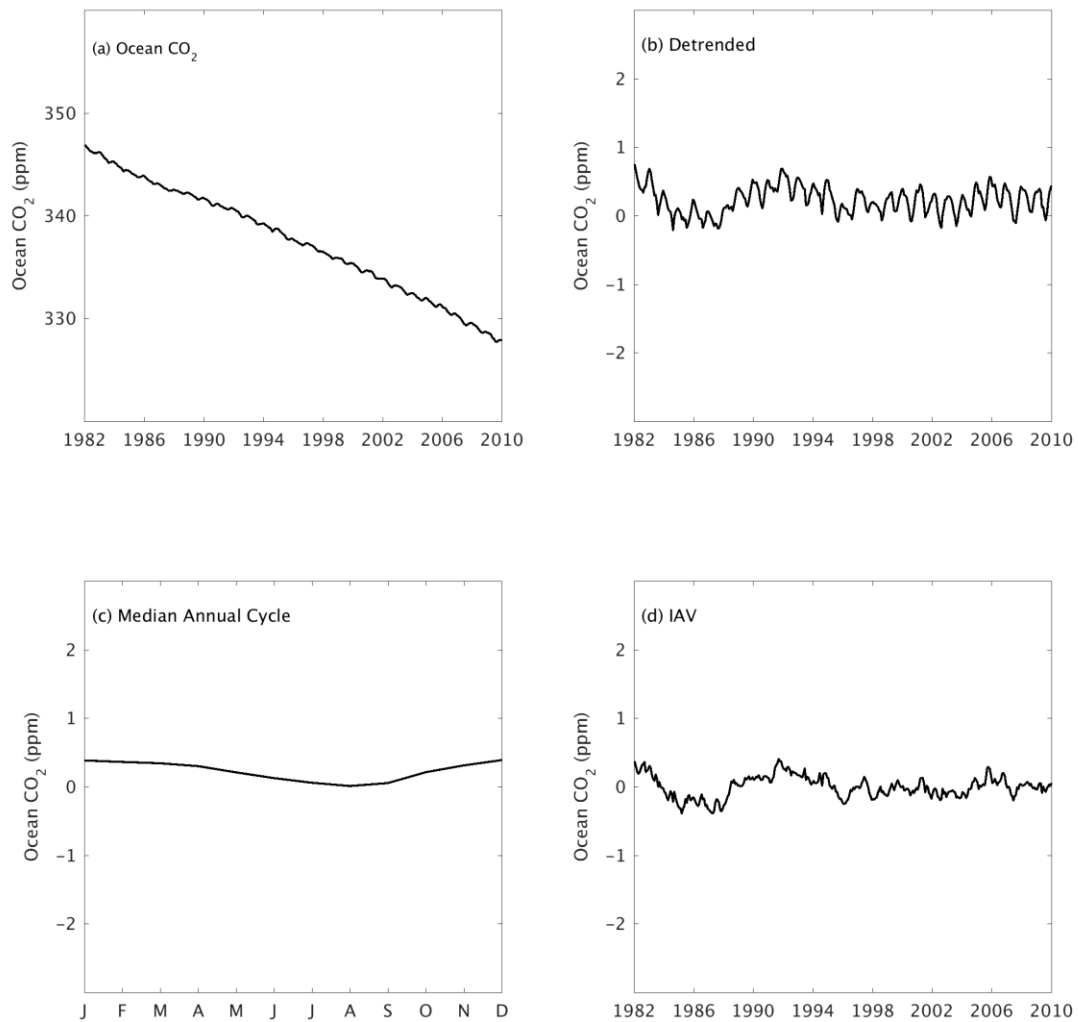 (a) Ocean CO2
Ocean CO2 (ppm)
350
340
330
1982 1986 1990 1994 1998 2002 2006 2010
(b) Detrended
Ocean CO2 (ppm)
2
1
0
−1
−2
1982 1986 1990 1994 1998 2002 2006 2010
(c) Median Annual Cycle
Ocean CO2 (ppm)
2
1
0
−1
−2
J F M A M J J A S O N D
(d) IAV
Ocean CO2 (ppm)
2
1
0
−1
−2
1982 1986 1990 1994 1998 2002 2006 2010